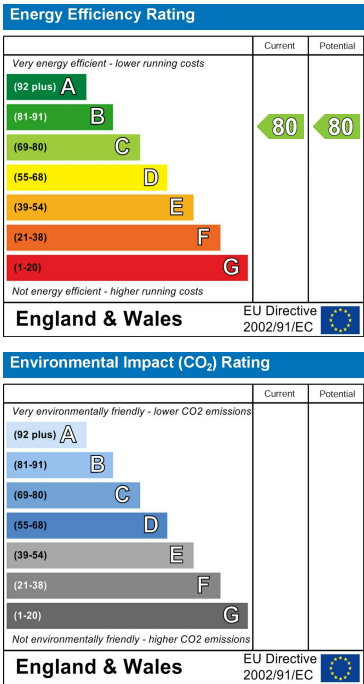 Energy Efficiency Rating
Current Potential
Very energy efficient - lower running costs
(92 plus) A
(81-91) B
80 80
(69-80) C
(55-68) D
(39-54) E
(21-38) F
(1-20) G
Not energy efficient - higher running costs
England & Wales
EU Directive
2002/91/EC
Environmental Impact (CO₂) Rating
Current Potential
Very environmentally friendly - lower CO2 emissions
(92 plus) A
(81-91) B
(69-80) C
(55-68) D
(39-54) E
(21-38) F
(1-20) G
Not environmentally friendly - higher CO2 emissions
England & Wales
EU Directive
2002/91/EC